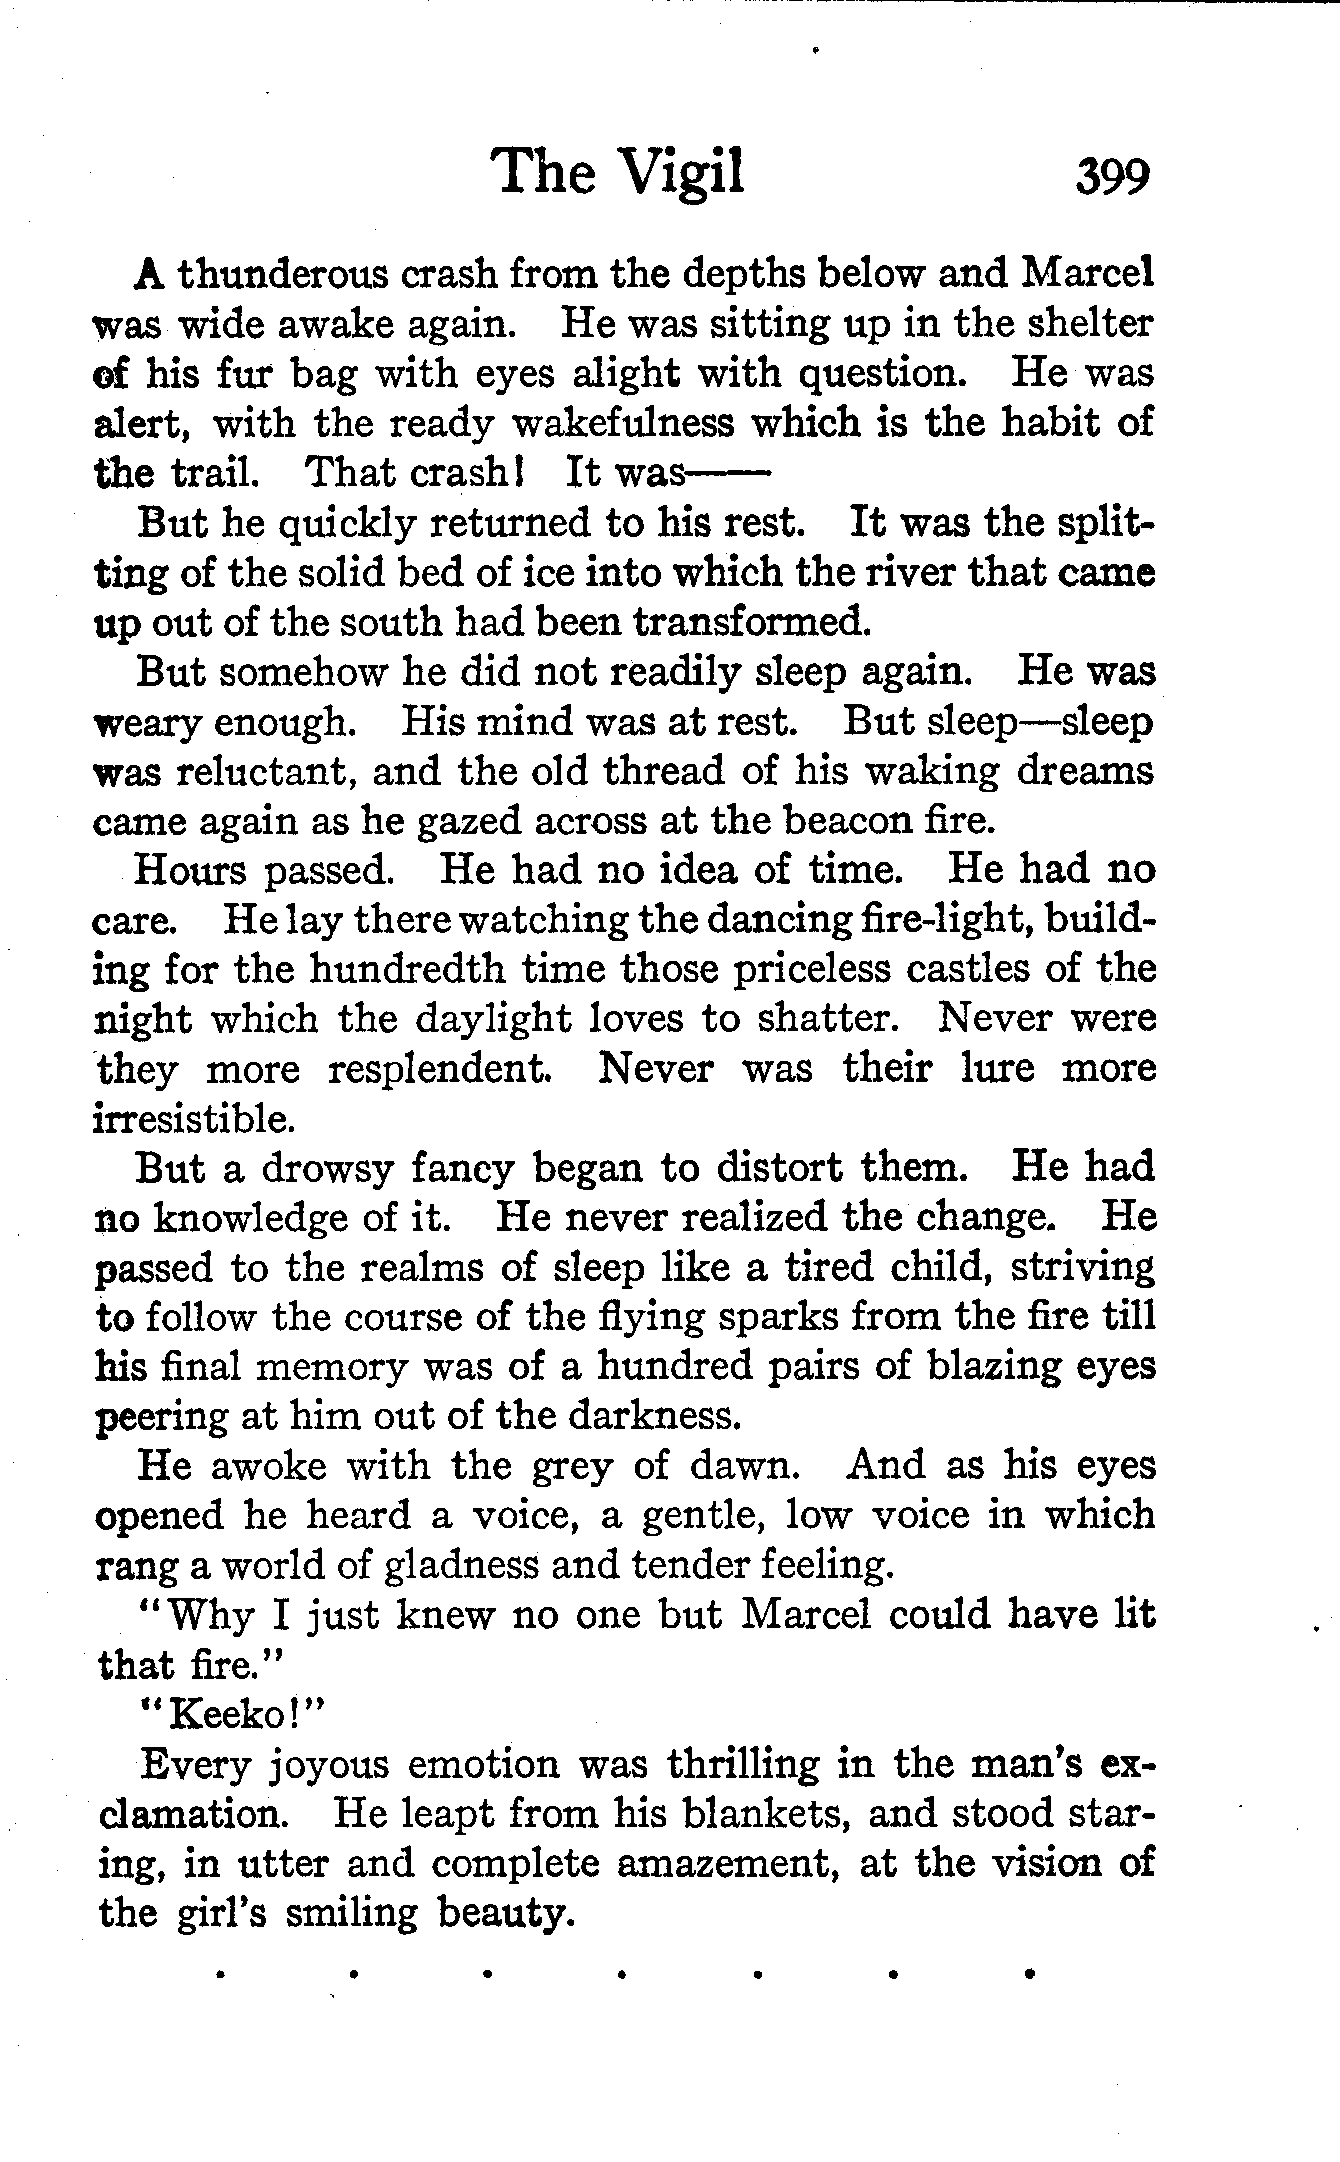 The Vigil 399
A thunderous crash from the depths below and Marcel
was wide awake again. He was sitting up in the shelter
of his fur bag with eyes alight with question. He was
alert, with the ready wakefulness which is the habit of
the trail. That crash! It was——
But he quickly returned to his rest. It was the split-
ting of the solid bed of ice into which the river that came
up out of the south had been transformed.
But somehow he did not readily sleep again. He was
weary enough. His mind was at rest. But sleep—sleep
was reluctant, and the old thread of his waking dreams
came again as he gazed across at the beacon fire.
Hours passed. He had no idea of time. He had no
care. He lay there watching the dancing fire-light, build-
ing for the hundredth time those priceless castles of the
night which the daylight loves to shatter. Never were
they more resplendent. Never was their lure more
irresistible.
But a drowsy fancy began to distort them. He had
no knowledge of it. He never realized the change. He
passed to the realms of sleep like a tired child, striving
to follow the course of the flying sparks from the fire till
his final memory was of a hundred pairs of blazing eyes
peering at him out of the darkness.
He awoke with the grey of dawn. And as his eyes
opened he heard a voice, a gentle, low voice in which
rang a world of gladness and tender feeling.
"Why I just knew no one but Marcel could have lit
that fire."
"Keeko!"
Every joyous emotion was thrilling in the man's ex-
clamation. He leapt from his blankets, and stood star-
ing, in utter and complete amazement, at the vision of
the girl's smiling beauty.
. . . . . . .